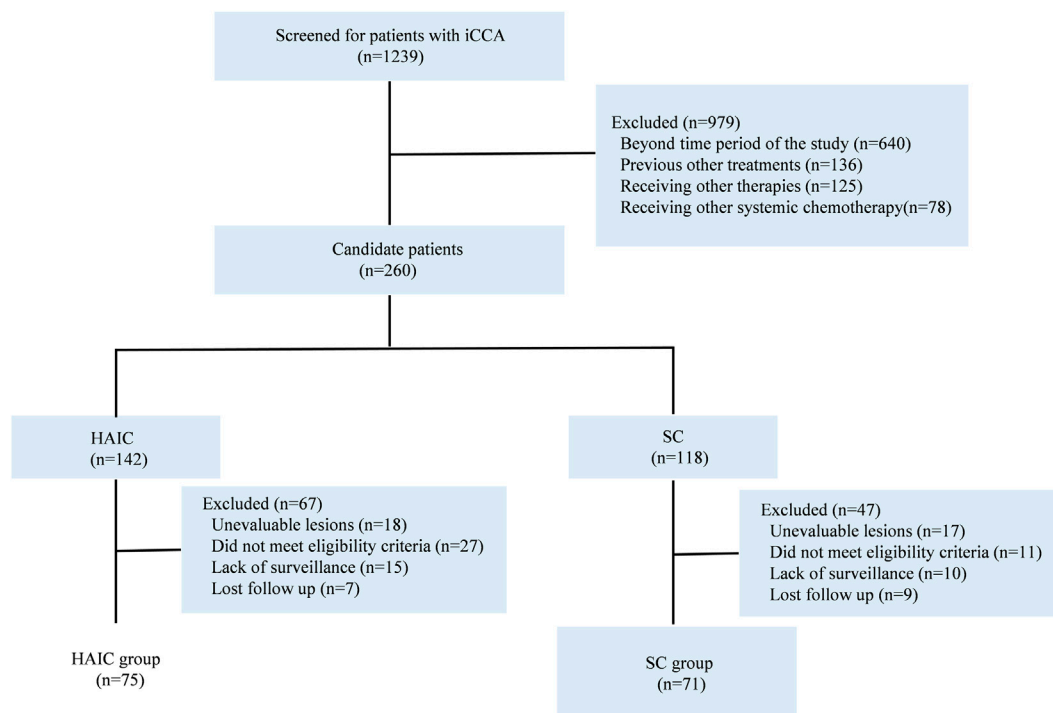 Screened for patients with iCCA
(n=1239)
Excluded (n=979)
Beyond time period of the study (n=640)
Previous other treatments (n=136)
Receiving other therapies (n=125)
Receiving other systemic chemotherapy(n=78)
Candidate patients
(n=260)
HAIC
(n=142)
SC
(n=118)
Excluded (n=67)
Unevaluable lesions (n=18)
Did not meet eligibility criteria (n=27)
Lack of surveillance (n=15)
Lost follow up (n=7)
Excluded (n=47)
Unevaluable lesions (n=17)
Did not meet eligibility criteria (n=11)
Lack of surveillance (n=10)
Lost follow up (n=9)
HAIC group
(n=75)
SC group
(n=71)